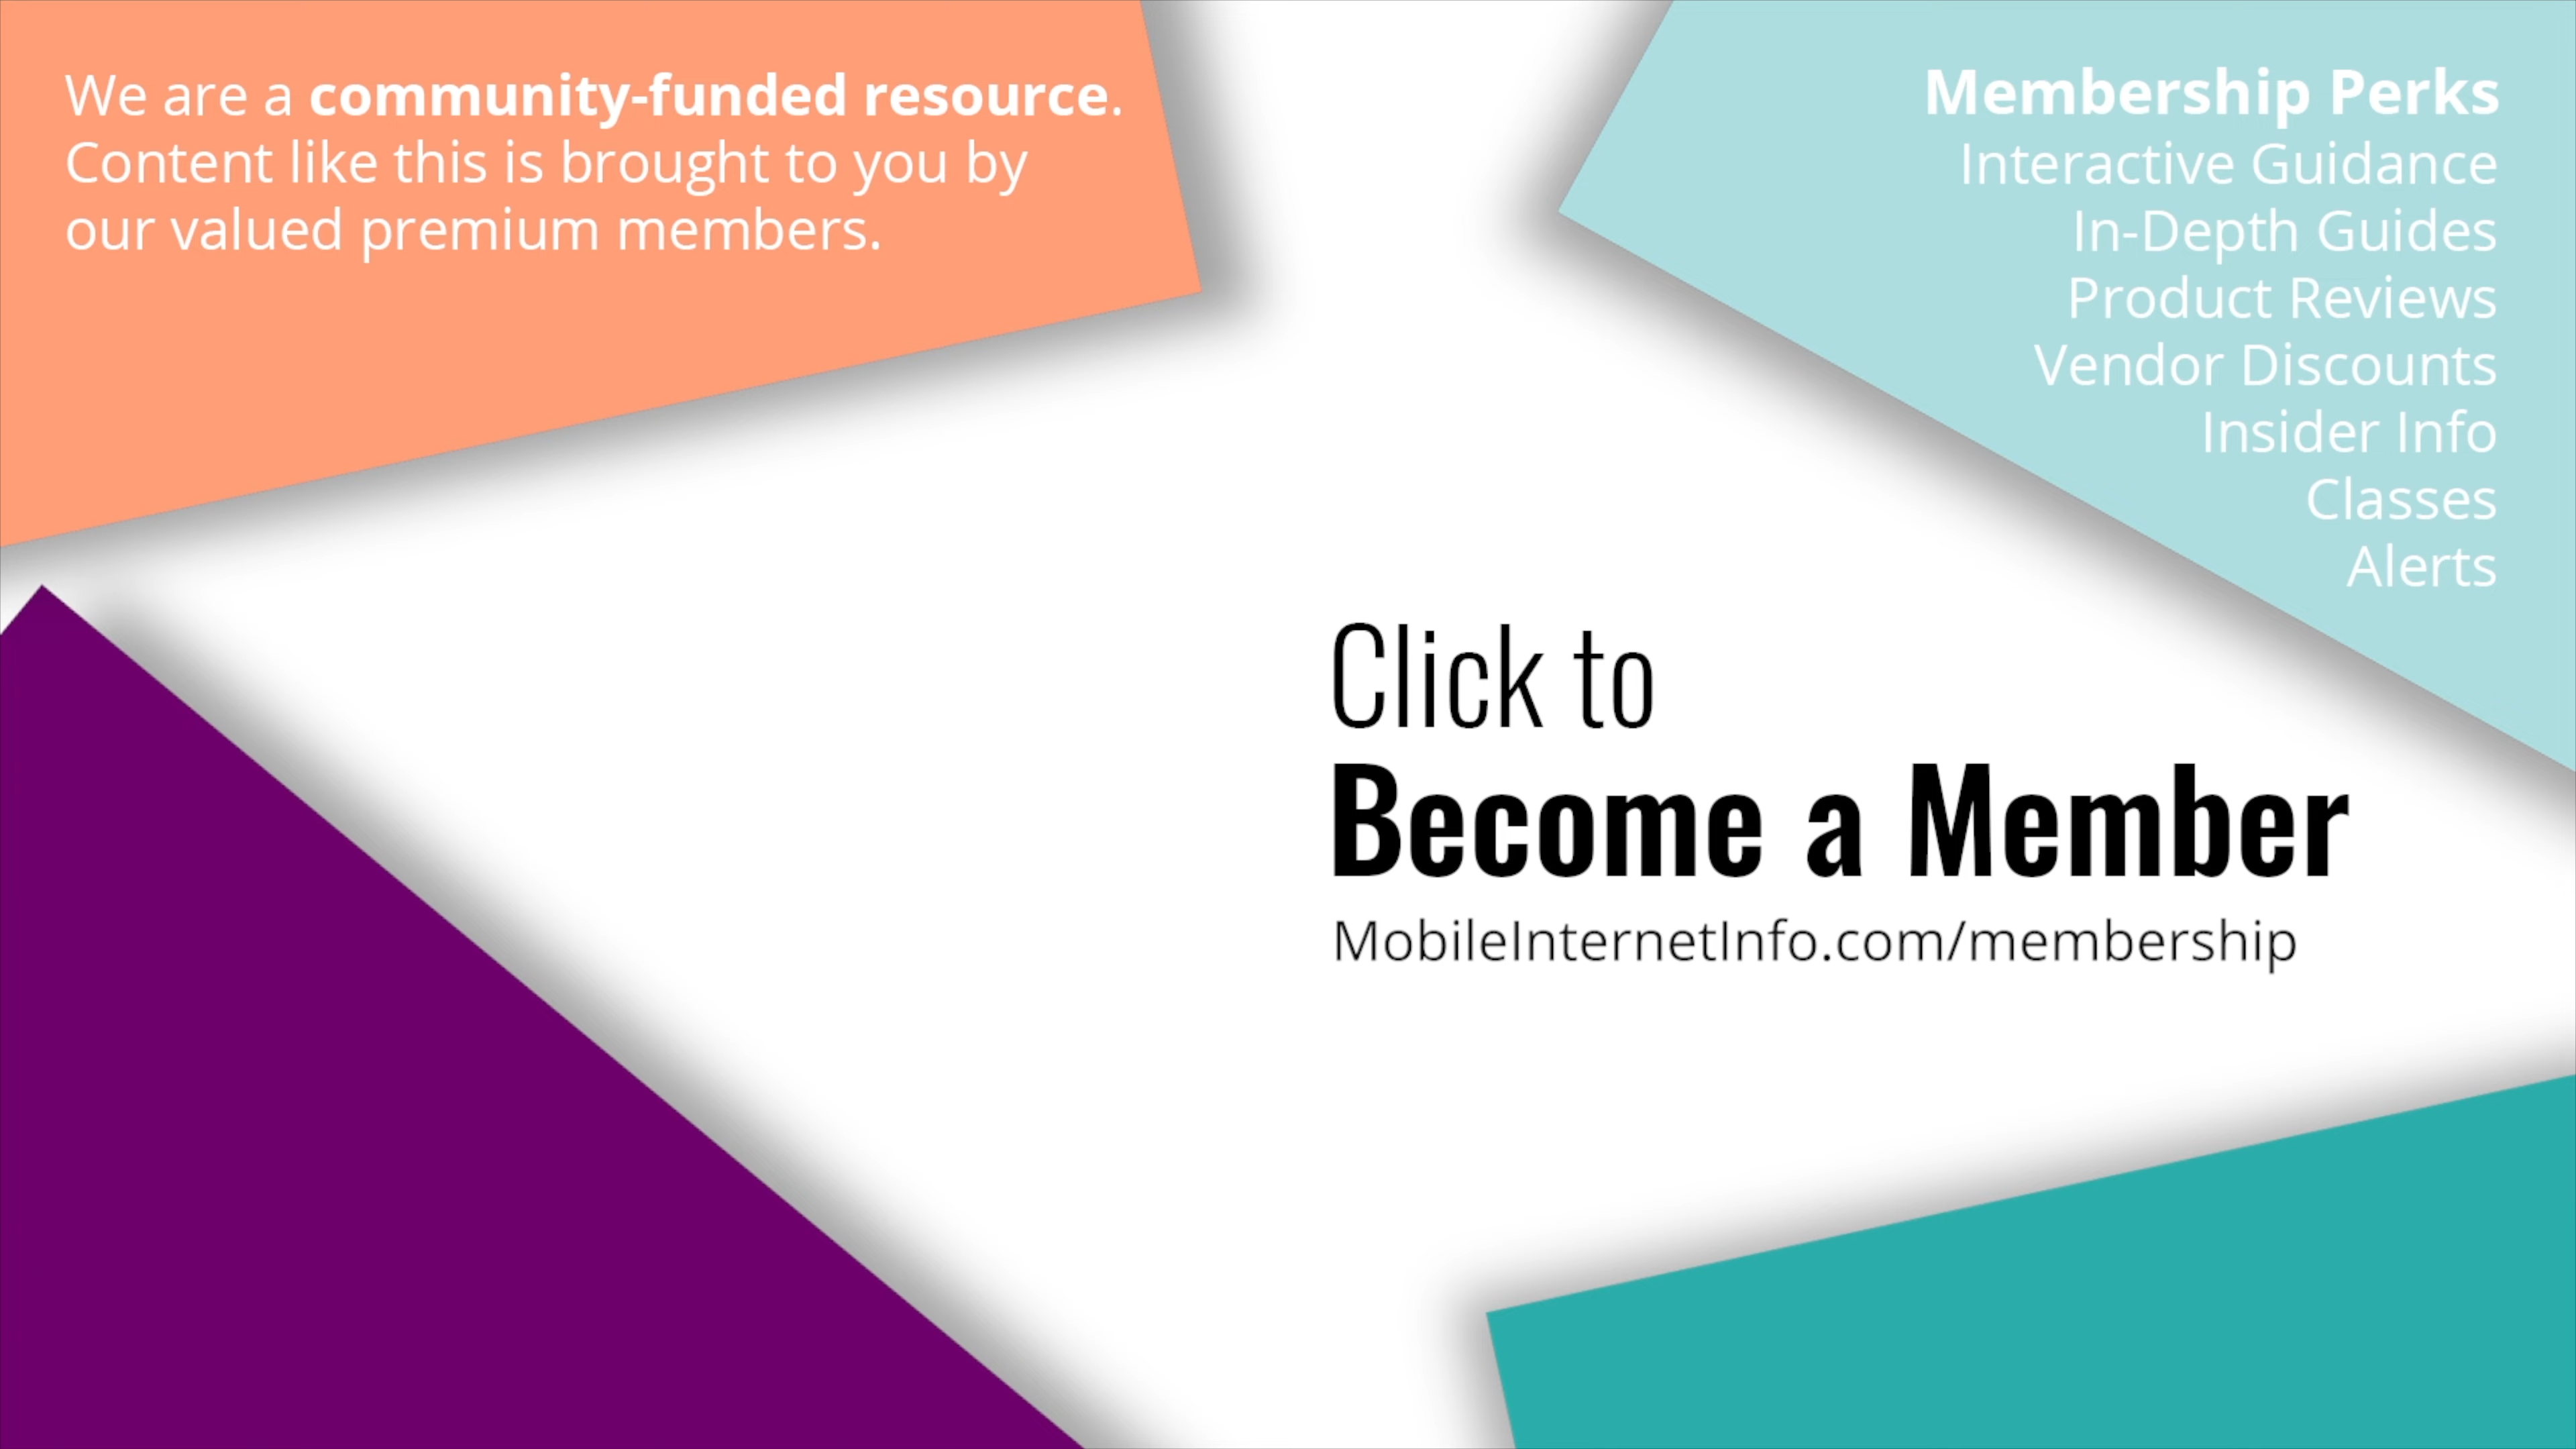 We are a community-funded resource.
Content like this is brought to you by
our valued premium members.
Membership Perks
Interactive Guidance
In-Depth Guides
Product Reviews
Vendor Discounts
Insider Info
Classes
Alerts
Click to
Become a Member
MobileInternetInfo.com/membership